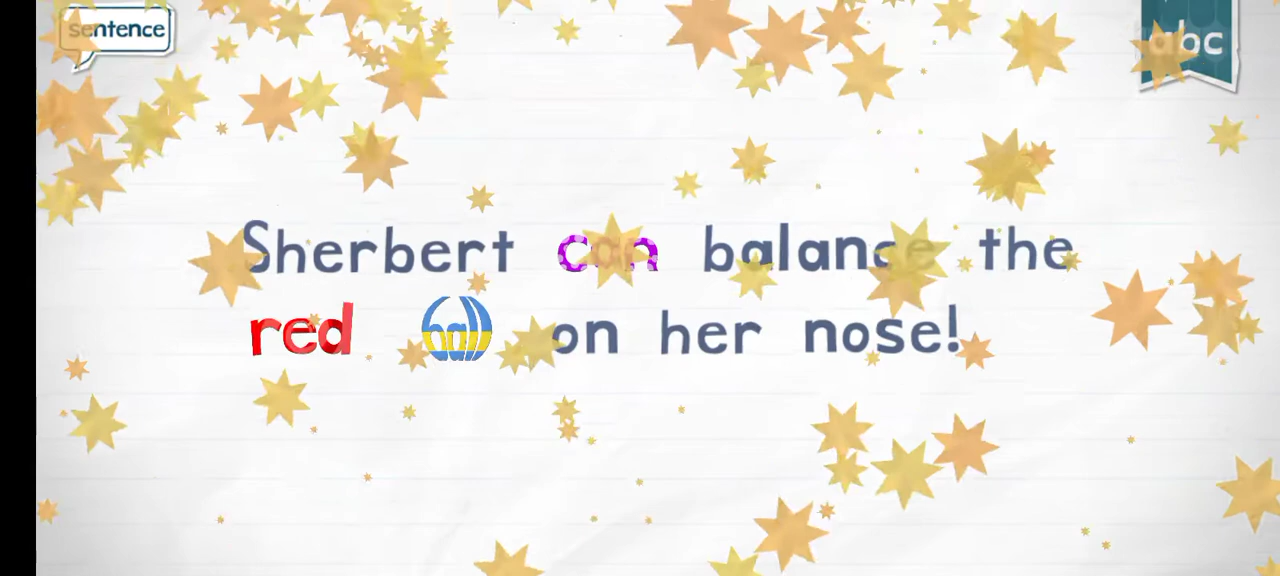 sentence
abc
Sherbert can balance the
red ball on her nose!